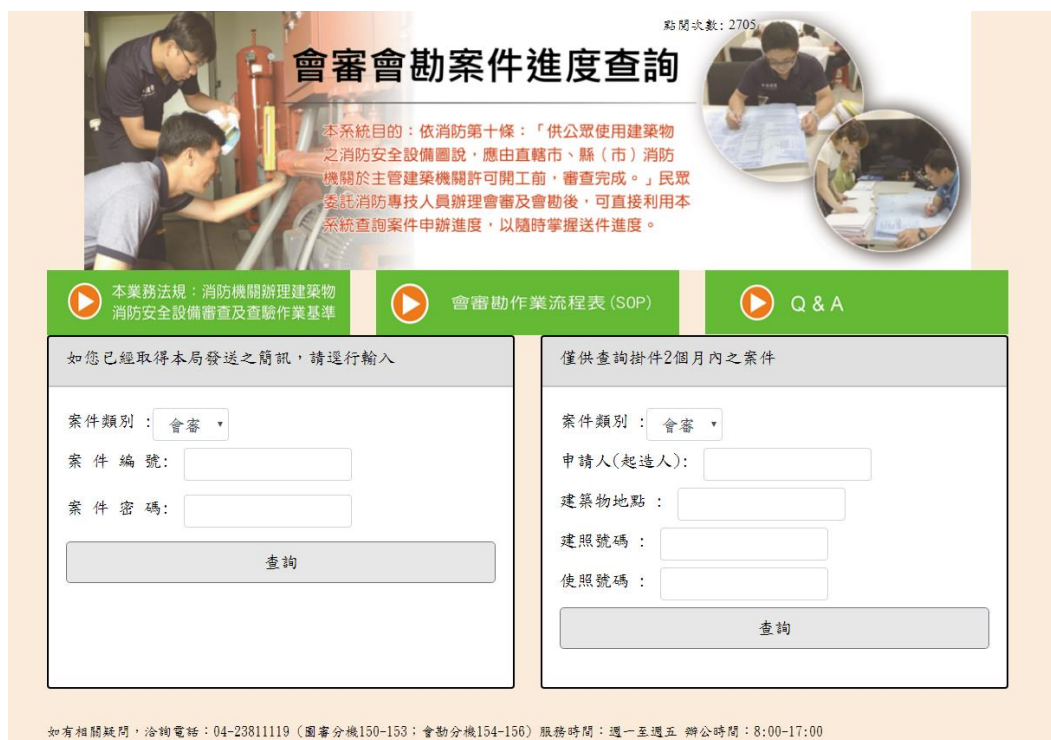 點閱次數: 2705
會審會勘案件進度查詢
本系統目的：依消防第十條：「供公眾使用建築物
之消防安全設備圖說，應由直轄市、縣（市）消防
機關於主管建築機關許可開工前，審查完成。」民眾
委託消防專技人員辦理會審及會勘後，可直接利用本
系統查詢案件申辦進度，以隨時掌握送件進度。
本業務法規：消防機關辦理建築物
消防安全設備審查及查驗作業基準
會審勘作業流程表(SOP)
Q & A
如您已經取得本局發送之簡訊，請逕行輸入
案件類別 : 會審
案 件 編 號:
案 件 密 碼:
查詢
僅供查詢掛件2個月內之案件
案件類別 : 會審
申請人(起造人):
建築物地點 :
建照號碼 :
使照號碼 :
查詢
如有相關疑問，洽詢電話：04-23811119（圖審分機150-153；會勘分機154-156）服務時間：週一至週五 辦公時間：8:00-17:00